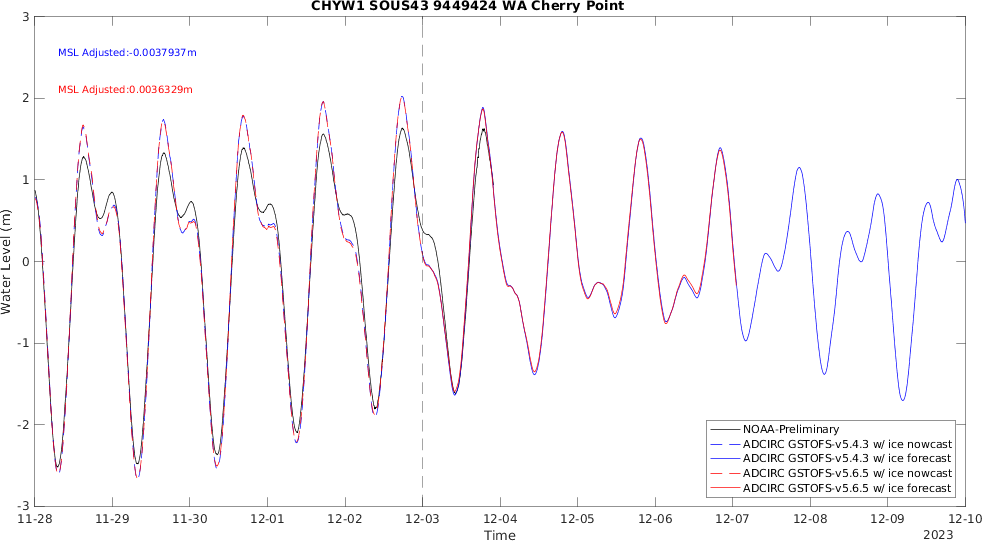 CHYW1 SOUS43 9449424 WA Cherry Point
3
2
1
0
-1
-2
-3
Water Level (m)
MSL Adjusted:-0.0037937m
MSL Adjusted:0.0036329m
NOAA-Preliminary
ADCIRC GSTOFS-v5.4.3 w/ ice nowcast
ADCIRC GSTOFS-v5.4.3 w/ ice forecast
ADCIRC GSTOFS-v5.6.5 w/ ice nowcast
ADCIRC GSTOFS-v5.6.5 w/ ice forecast
11-28 11-29 11-30 12-01 12-02 12-03 12-04 12-05 12-06 12-07 12-08 12-09 12-10
Time
2023